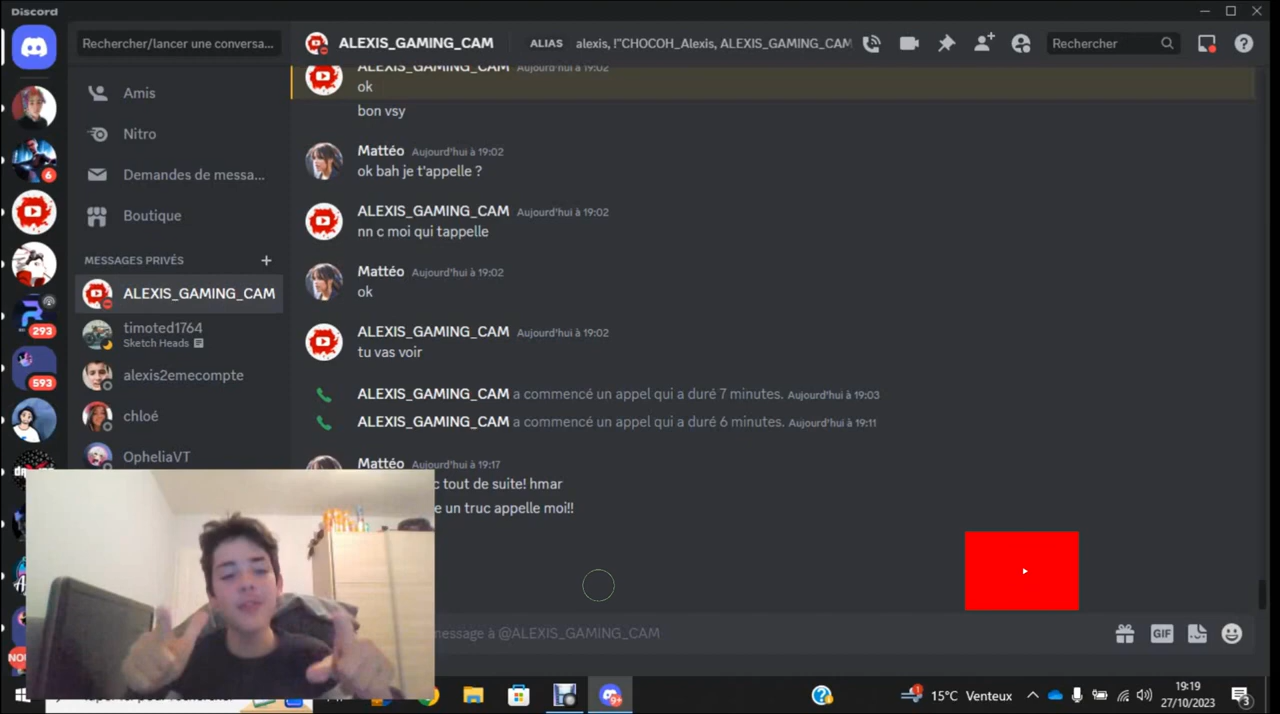 Discord
Rechercher/lancer une conversa...
ALEXIS_GAMING_CAM
ALIAS alexis, !"CHOCOH_Alexis, ALEXIS_GAMING_CAM
Rechercher
Amis
Nitro
Demandes de messa...
Boutique
MESSAGES PRIVÉS
ALEXIS_GAMING_CAM
timoted1764
Sketch Heads
alexis2emecompte
chloé
OpheliaVT
6
293
593
ALEXIS_GAMING_CAM Aujourd'hui à 19:02
ok
bon vsy
Mattéo Aujourd'hui à 19:02
ok bah je t'appelle ?
ALEXIS_GAMING_CAM Aujourd'hui à 19:02
nn c moi qui tappelle
Mattéo Aujourd'hui à 19:02
ok
ALEXIS_GAMING_CAM Aujourd'hui à 19:02
tu vas voir
ALEXIS_GAMING_CAM a commencé un appel qui a duré 7 minutes. Aujourd'hui à 19:03
ALEXIS_GAMING_CAM a commencé un appel qui a duré 6 minutes. Aujourd'hui à 19:11
Mattéo Aujourd'hui à 19:17
c tout de suite! hmar
e un truc appelle moi!!
message à @ALEXIS_GAMING_CAM
GIF
15°C Venteux
19:19
27/10/2023
3